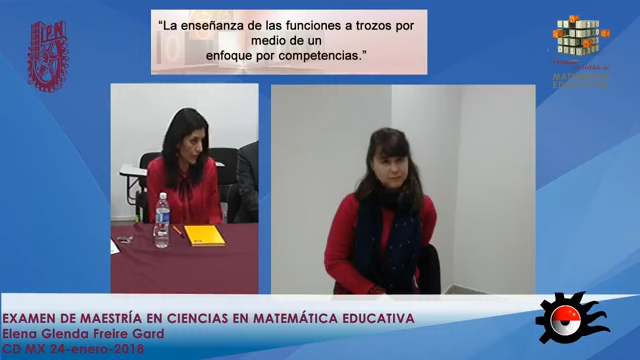 “La enseñanza de las funciones a trozos por
medio de un
enfoque por competencias.”
IPN
MATEMÁTICA
EDUCATIVA
EXAMEN DE MAESTRÍA EN CIENCIAS EN MATEMÁTICA EDUCATIVA
Elena Glenda Freire Gard
CD MX 24-enero-2018